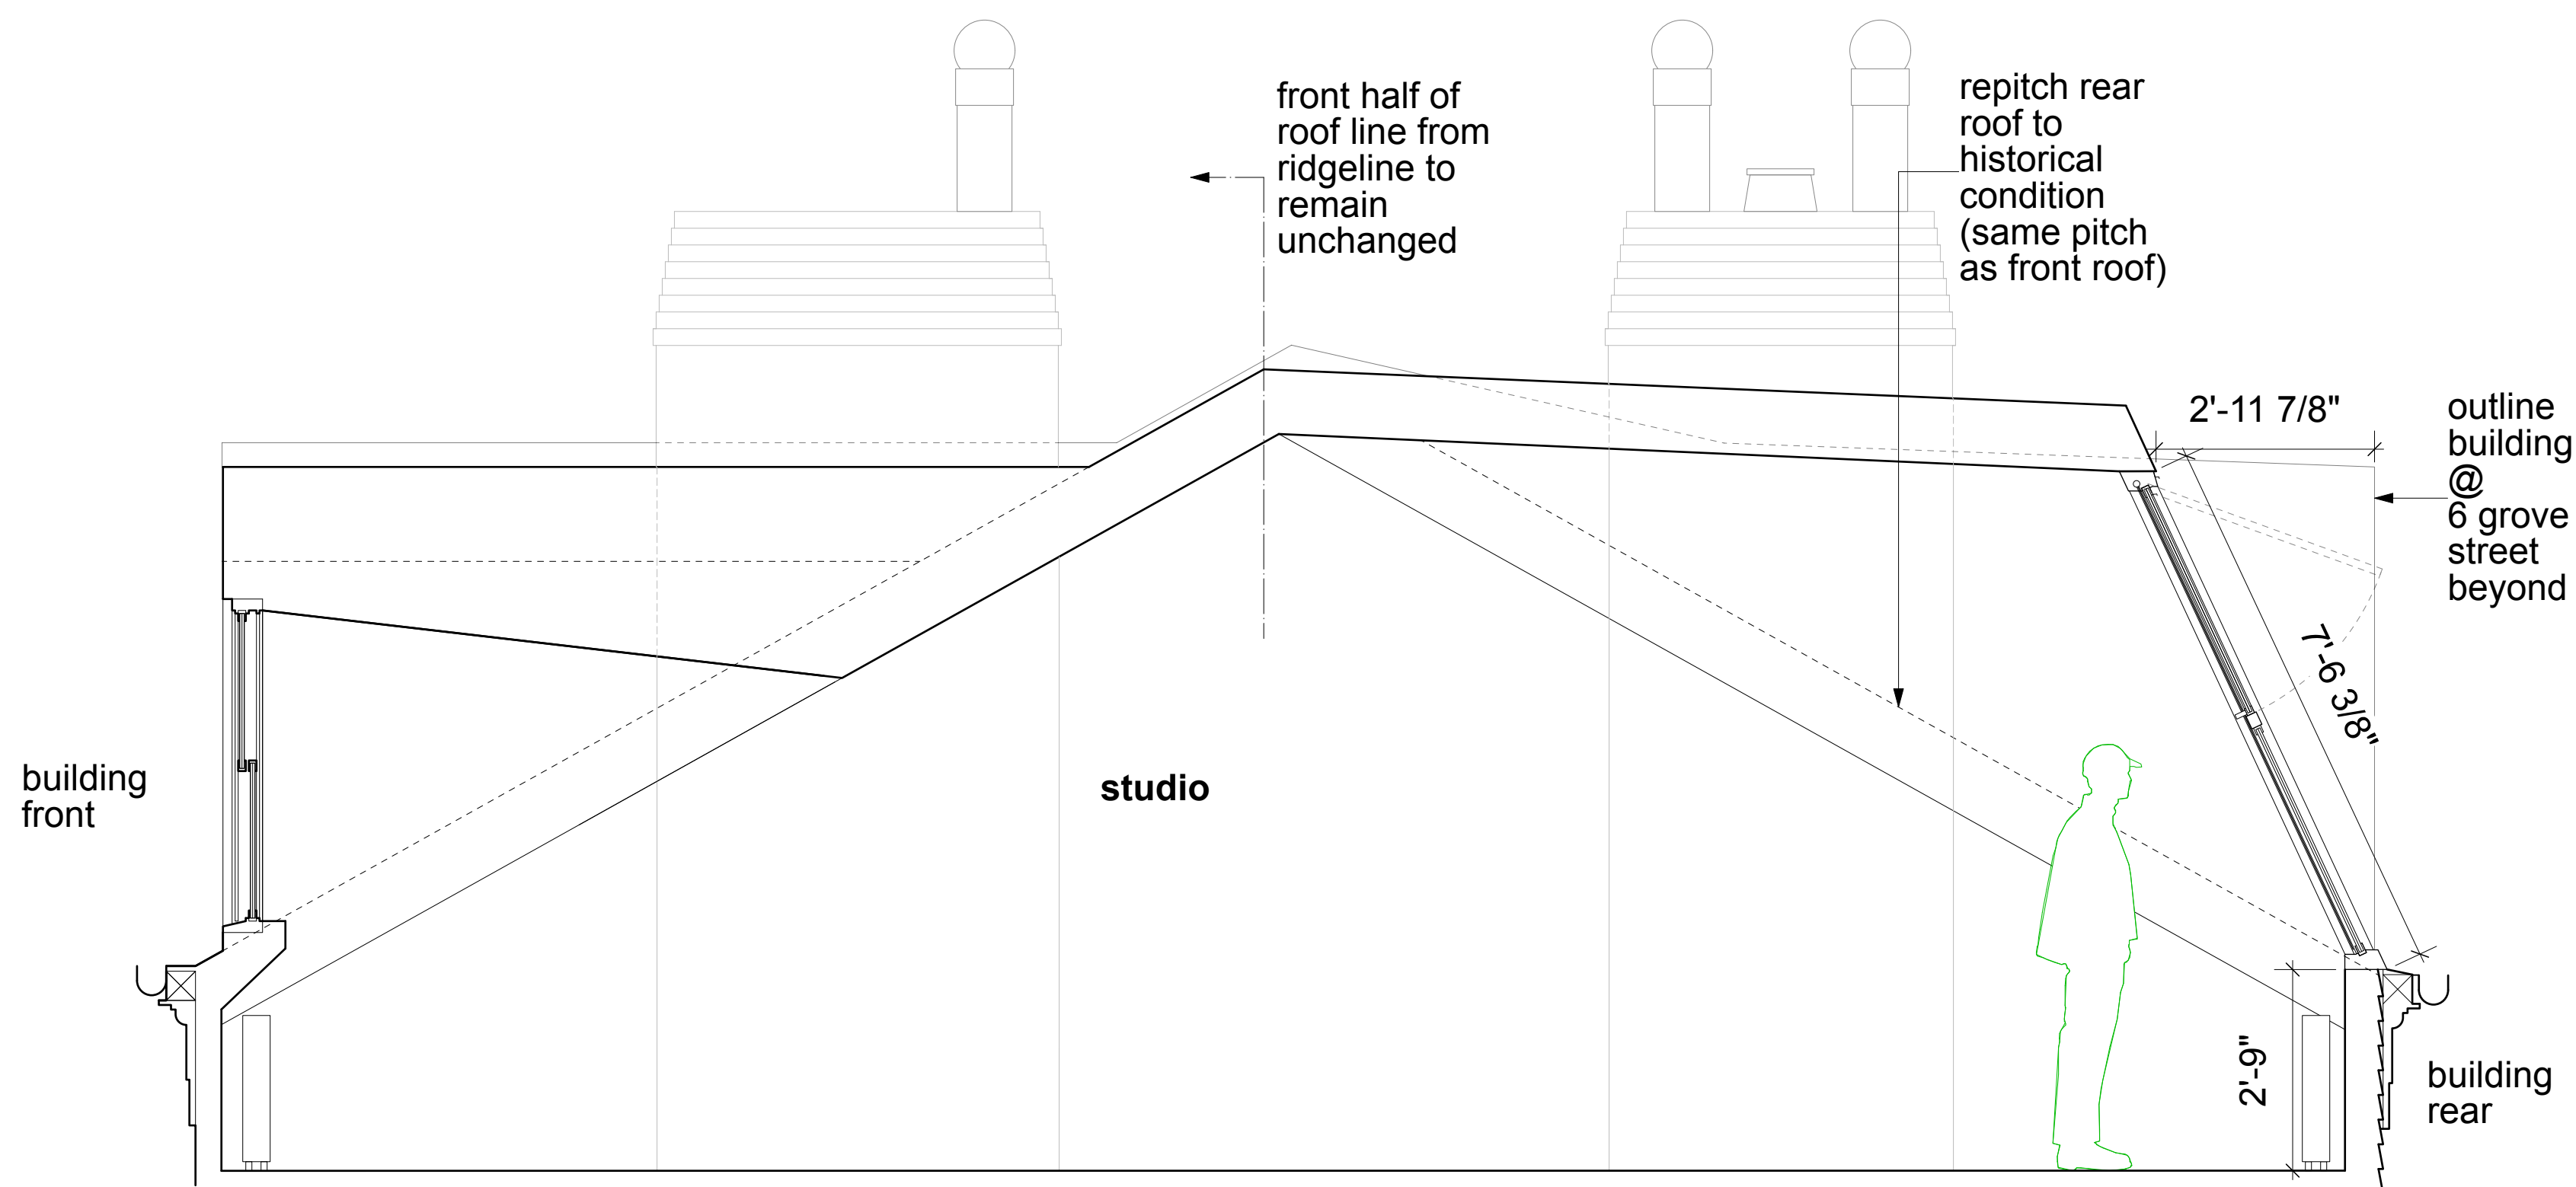 front half of
roof line from
ridgeline to
remain
unchanged
repitch rear
roof to
historical
condition
(same pitch
as front roof)
2'-11 7/8"
outline
building
@
6 grove
street
beyond
7'-6 3/8"
building
front
studio
2'-9"
building
rear